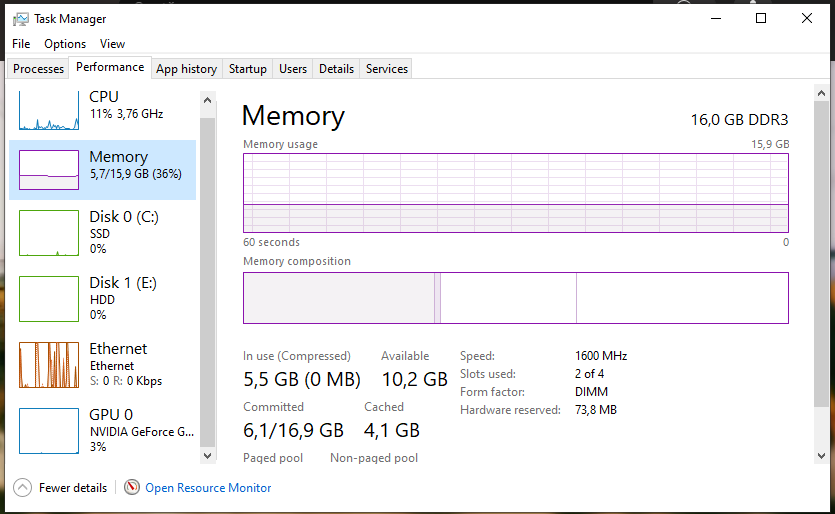 Task Manager
File Options View
Processes Performance App history Startup Users Details Services
CPU
11% 3,76 GHz
Memory
5,7/15,9 GB (36%)
Disk 0 (C:)
SSD
0%
Disk 1 (E:)
HDD
0%
Ethernet
Ethernet
S: 0 R: 0 Kbps
GPU 0
NVIDIA GeForce G...
3%
Memory 16,0 GB DDR3
Memory usage 15,9 GB
60 seconds 0
Memory composition
In use (Compressed) Available
5,5 GB (0 MB) 10,2 GB
Committed Cached
6,1/16,9 GB 4,1 GB
Paged pool Non-paged pool
Speed: 1600 MHz
Slots used: 2 of 4
Form factor: DIMM
Hardware reserved: 73,8 MB
Fewer details Open Resource Monitor